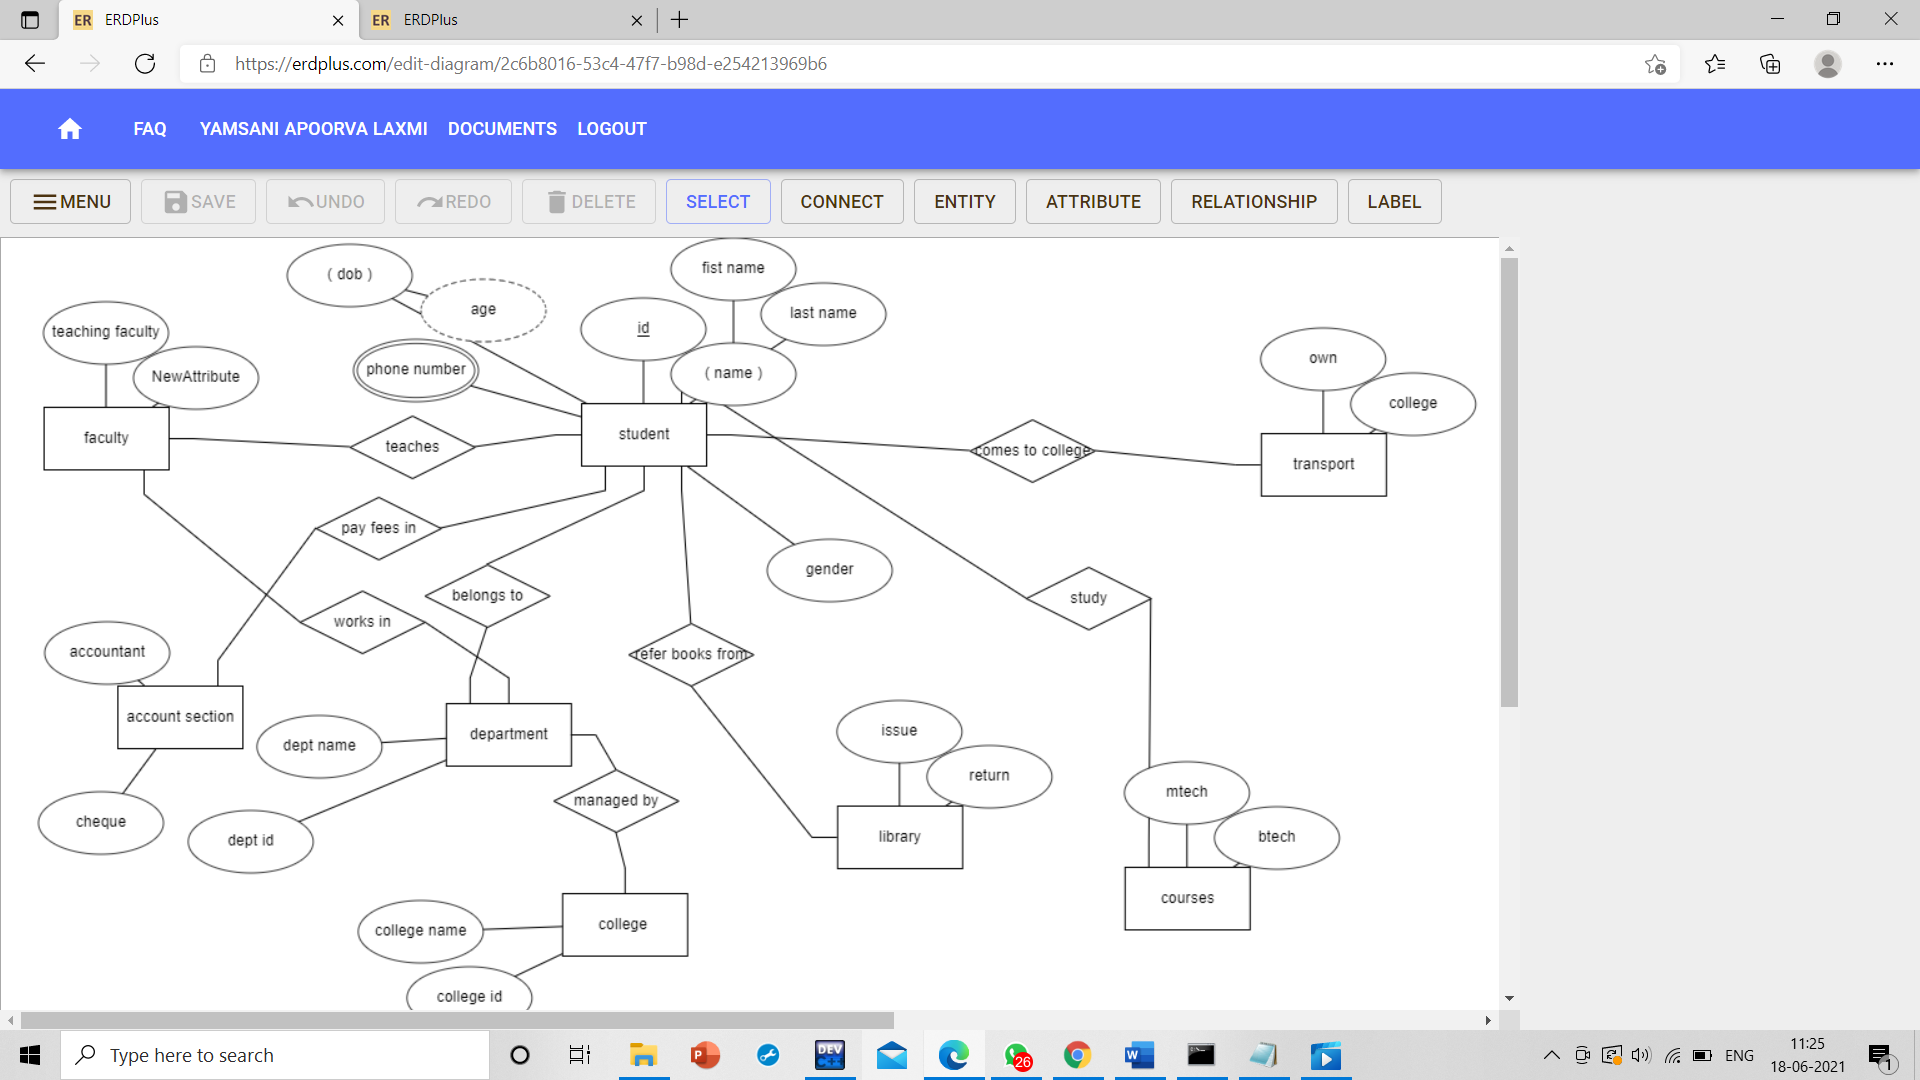 ERDPlus
ERDPlus
https://erdplus.com/edit-diagram/2c6b8016-53c4-47f7-b98d-e254213969b6
FAQ YAMSANI APOORVA LAXMI DOCUMENTS LOGOUT
MENU SAVE UNDO REDO DELETE SELECT CONNECT ENTITY ATTRIBUTE RELATIONSHIP LABEL
( dob )
age
fist name
last name
id
( name )
teaching faculty
NewAttribute
phone number
own
college
faculty
teaches
student
comes to college
transport
pay fees in
gender
belongs to
works in
study
accountant
refer books from
account section
dept name
department
issue
return
managed by
mtech
cheque
dept id
library
btech
college name
college
courses
college id
Type here to search
DEV
C++
26
ENG
11:25
18-06-2021
1